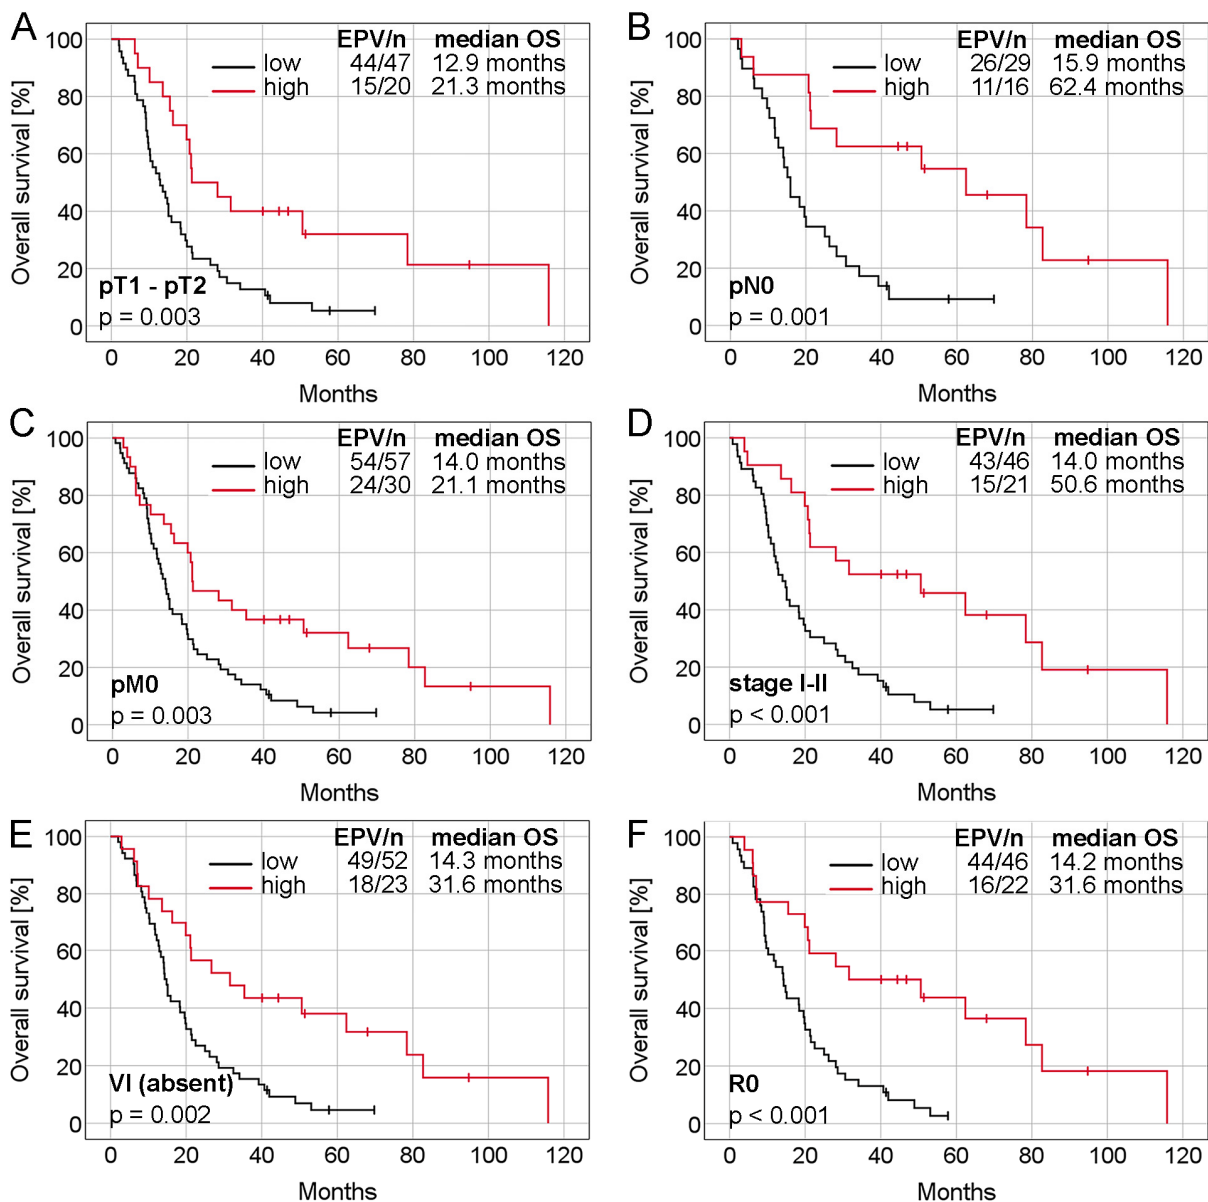 A
EPV/n median OS
low 44/47 12.9 months
high 15/20 21.3 months
Overall survival [%]
100
80
60
40
20
0
pT1 - pT2
p = 0.003
0 20 40 60 80 100 120
Months
B
EPV/n median OS
low 26/29 15.9 months
high 11/16 62.4 months
Overall survival [%]
100
80
60
40
20
0
pN0
p = 0.001
0 20 40 60 80 100 120
Months
C
EPV/n median OS
low 54/57 14.0 months
high 24/30 21.1 months
Overall survival [%]
100
80
60
40
20
0
pM0
p = 0.003
0 20 40 60 80 100 120
Months
D
EPV/n median OS
low 43/46 14.0 months
high 15/21 50.6 months
Overall survival [%]
100
80
60
40
20
0
stage I-II
p < 0.001
0 20 40 60 80 100 120
Months
E
EPV/n median OS
low 49/52 14.3 months
high 18/23 31.6 months
Overall survival [%]
100
80
60
40
20
0
VI (absent)
p = 0.002
0 20 40 60 80 100 120
Months
F
EPV/n median OS
low 44/46 14.2 months
high 16/22 31.6 months
Overall survival [%]
100
80
60
40
20
0
R0
p < 0.001
0 20 40 60 80 100 120
Months